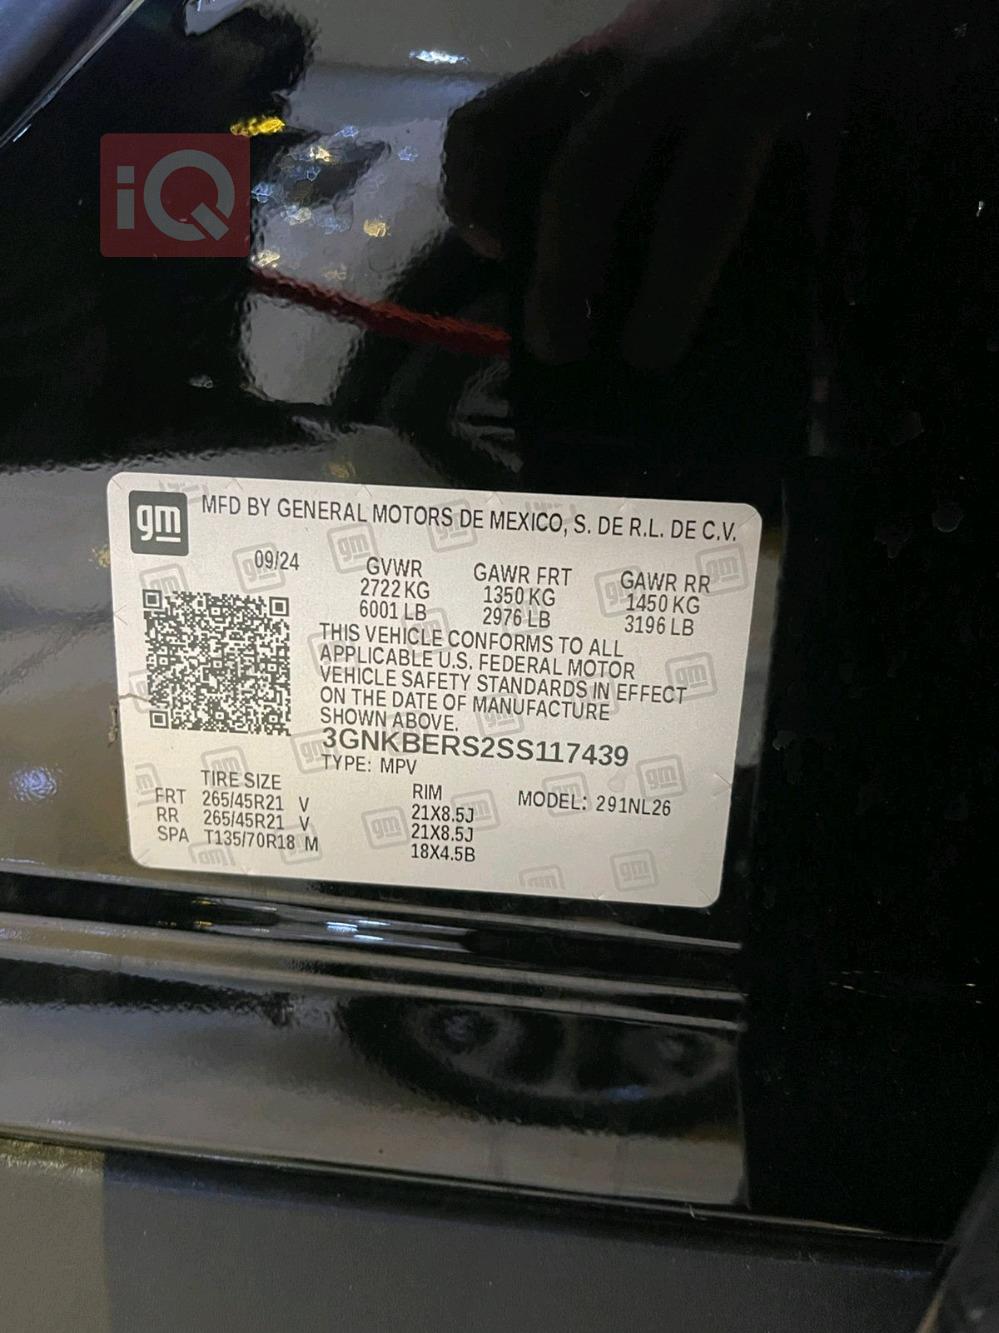 iQ
gm MFD BY GENERAL MOTORS DE MEXICO, S. DE R.L. DE C.V.
09/24 GVWR GAWR FRT GAWR RR
2722 KG 1350 KG 1450 KG
6001 LB 2976 LB 3196 LB
THIS VEHICLE CONFORMS TO ALL
APPLICABLE U.S. FEDERAL MOTOR
VEHICLE SAFETY STANDARDS IN EFFECT
ON THE DATE OF MANUFACTURE
SHOWN ABOVE.
3GNKBERS2SS117439
TYPE: MPV
TIRE SIZE RIM MODEL: 291NL26
FRT 265/45R21 V 21X8.5J
RR 265/45R21 V 21X8.5J
SPA T135/70R18 M 18X4.5B